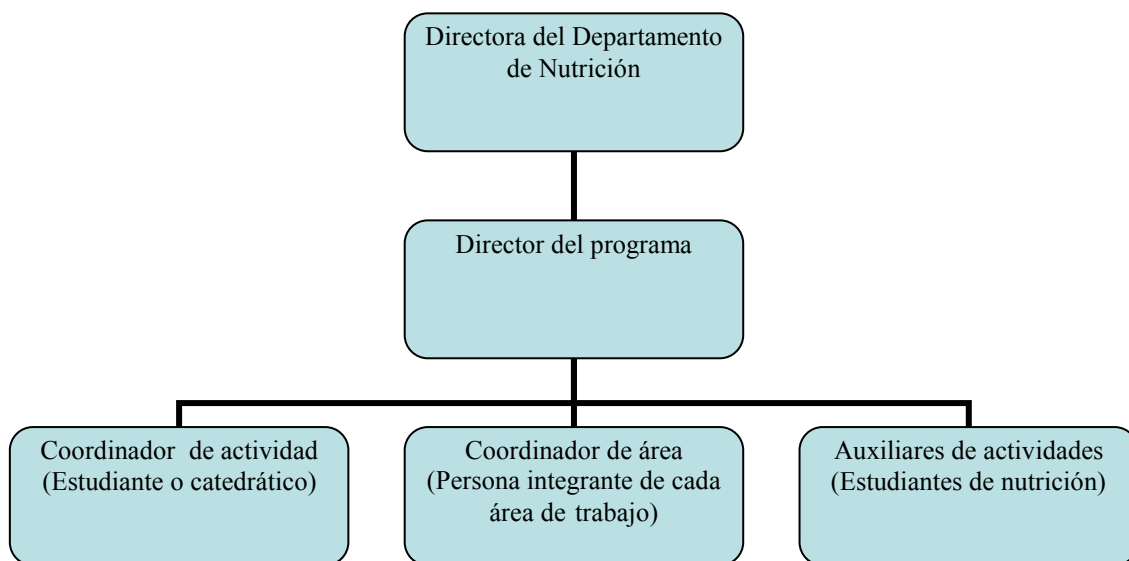 Directora del Departamento
de Nutrición
Director del programa
Coordinador de actividad
(Estudiante o catedrático)
Coordinador de área
(Persona integrante de cada
área de trabajo)
Auxiliares de actividades
(Estudiantes de nutrición)